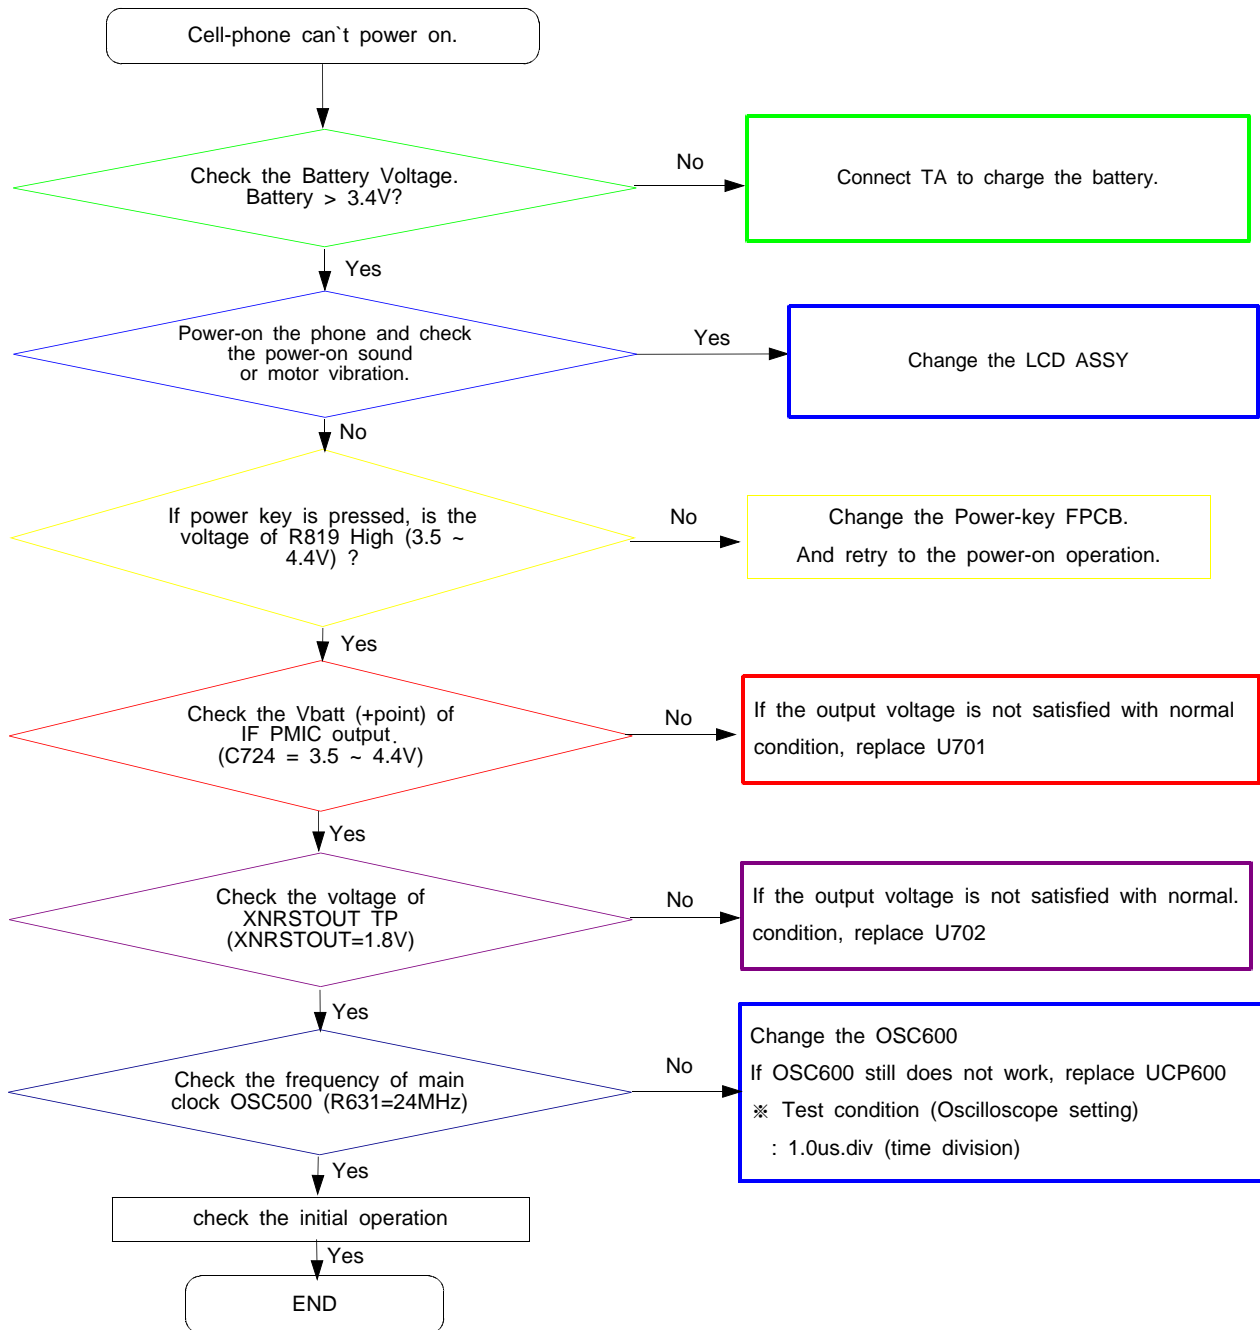 Cell-phone can`t power on.
Check the Battery Voltage.
Battery > 3.4V?
No
Connect TA to charge the battery.
Yes
Power-on the phone and check
the power-on sound
or motor vibration.
Yes
Change the LCD ASSY
No
If power key is pressed, is the
voltage of R819 High (3.5 ~
4.4V) ?
No
Change the Power-key FPCB.
And retry to the power-on operation.
Yes
Check the Vbatt (+point) of
IF PMIC output.
(C724 = 3.5 ~ 4.4V)
No
If the output voltage is not satisfied with normal
condition, replace U701
Yes
Check the voltage of
XNRSTOUT TP
(XNRSTOUT=1.8V)
No
If the output voltage is not satisfied with normal.
condition, replace U702
Yes
Check the frequency of main
clock OSC500 (R631=24MHz)
No
Change the OSC600
If OSC600 still does not work, replace UCP600
※ Test condition (Oscilloscope setting)
: 1.0us.div (time division)
Yes
check the initial operation
Yes
END